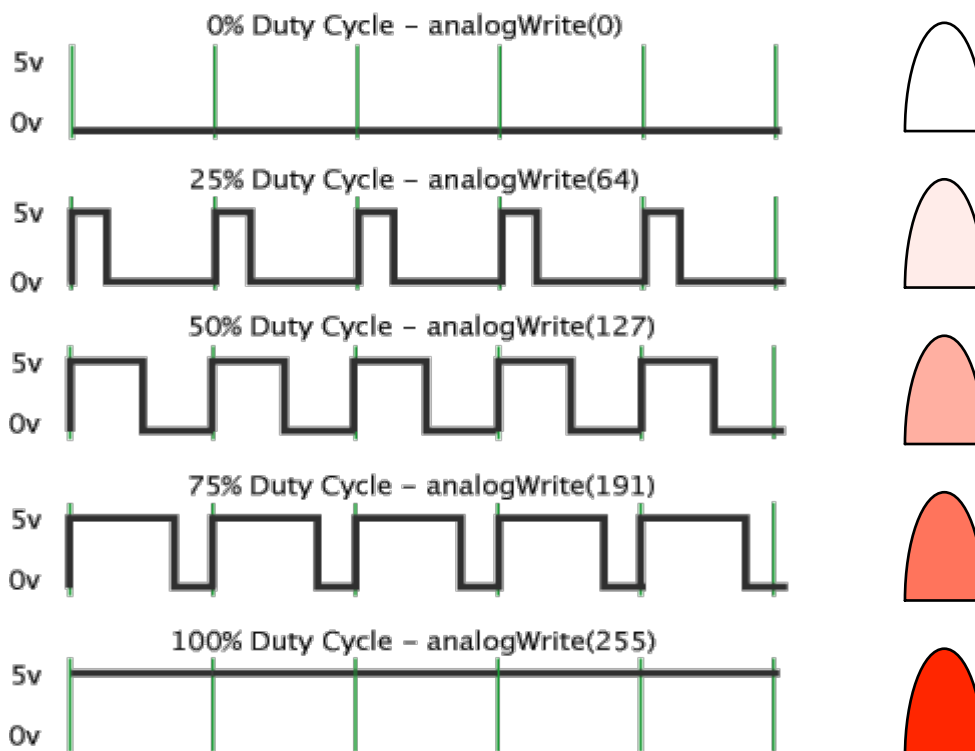 0% Duty Cycle – analogWrite(0)
5v
0v
25% Duty Cycle – analogWrite(64)
5v
0v
50% Duty Cycle – analogWrite(127)
5v
0v
75% Duty Cycle – analogWrite(191)
5v
0v
100% Duty Cycle – analogWrite(255)
5v
0v